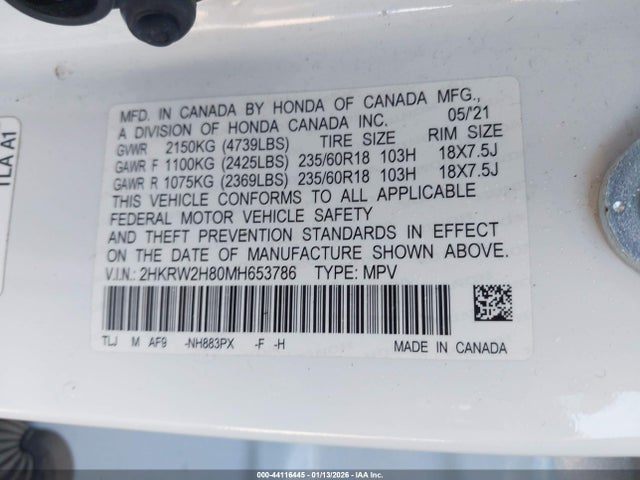 MFD. IN CANADA BY HONDA OF CANADA MFG., 05/'21
A DIVISION OF HONDA CANADA INC. TIRE SIZE RIM SIZE
GVWR 2150KG (4739LBS)
GAWR F 1100KG (2425LBS) 235/60R18 103H 18X7.5J
GAWR R 1075KG (2369LBS) 235/60R18 103H 18X7.5J
THIS VEHICLE CONFORMS TO ALL APPLICABLE
FEDERAL MOTOR VEHICLE SAFETY
AND THEFT PREVENTION STANDARDS IN EFFECT
ON THE DATE OF MANUFACTURE SHOWN ABOVE.
V.I.N.: 2HKRW2H80MH653786 TYPE: MPV
TLJ M AF9 -NH883PX -F -H MADE IN CANADA
TLA A1
000-44116445 - 01/13/2026 - IAA Inc.